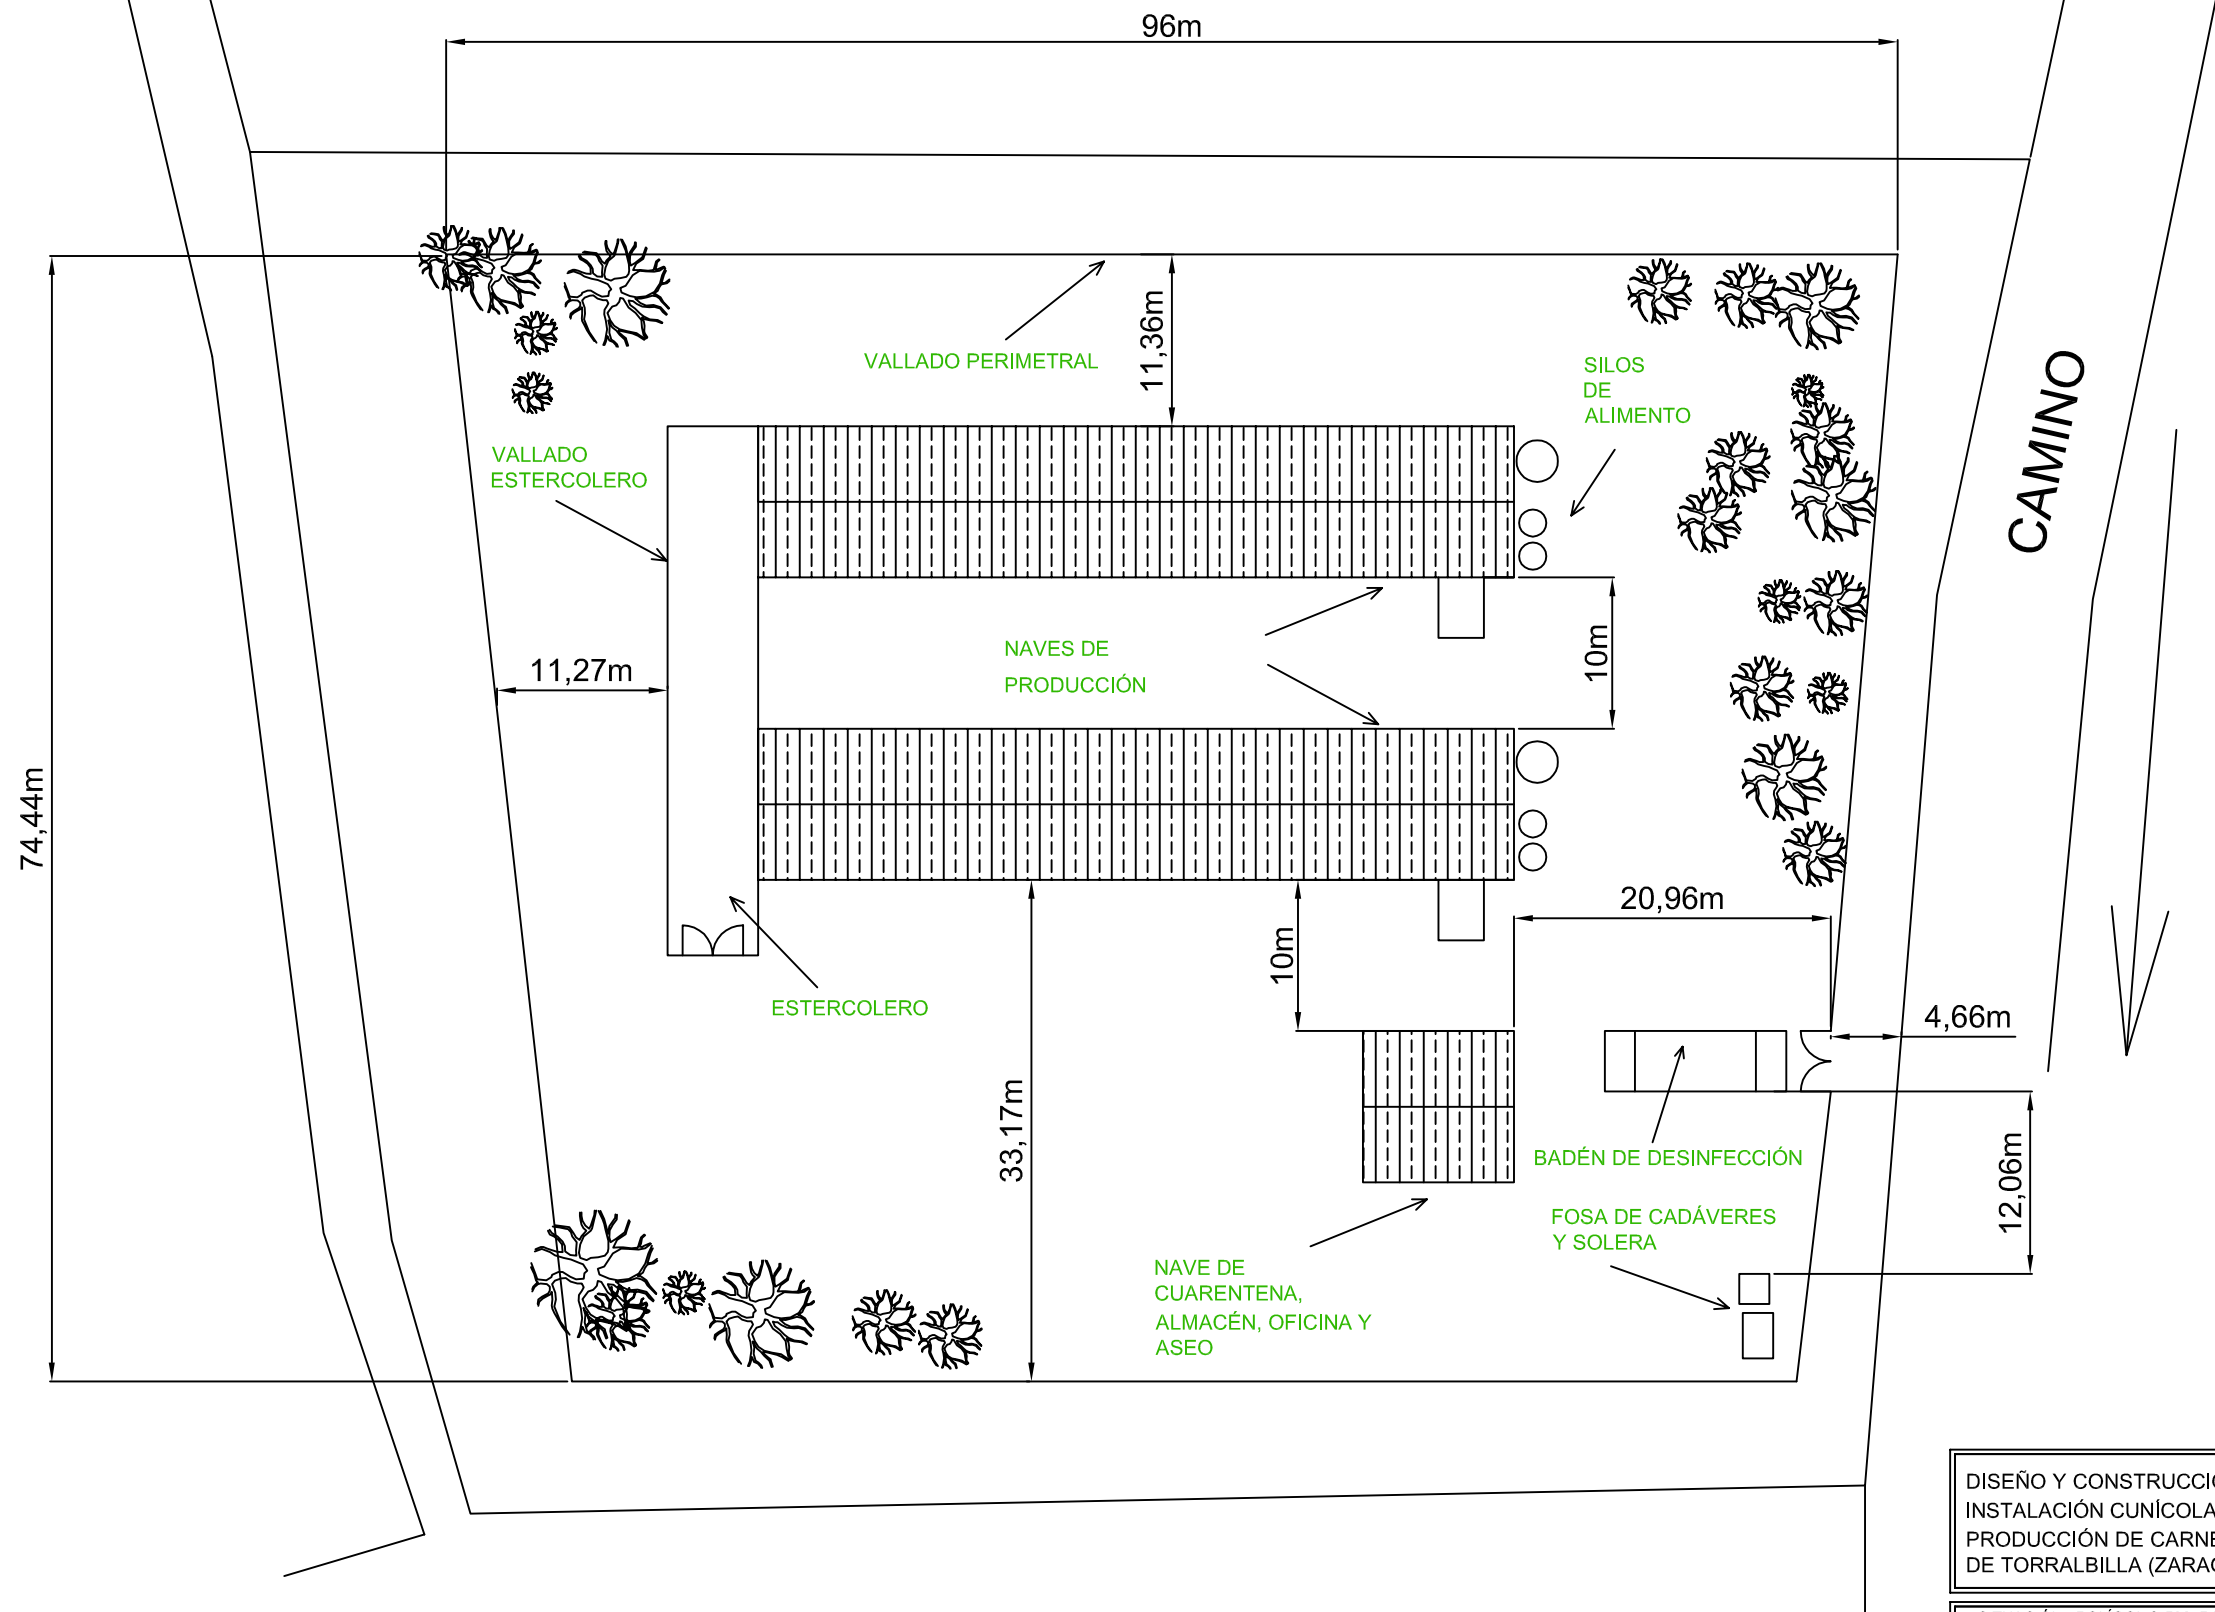 96m
VALLADO PERIMETRAL
11,36m
SILOS
DE
ALIMENTO
CAMINO
VALLADO
ESTERCOLERO
11,27m
NAVES DE
PRODUCCIÓN
10m
74,44m
20,96m
10m
ESTERCOLERO
4,66m
33,17m
BADÉN DE DESINFECCIÓN
12,06m
FOSA DE CADÁVERES
Y SOLERA
NAVE DE
CUARENTENA,
ALMACÉN, OFICINA Y
ASEO
DISEÑO Y
INSTALACIÓN CUNÍCOLA
PRODUCCIÓN DE CARNE
DE TORRALBILLA